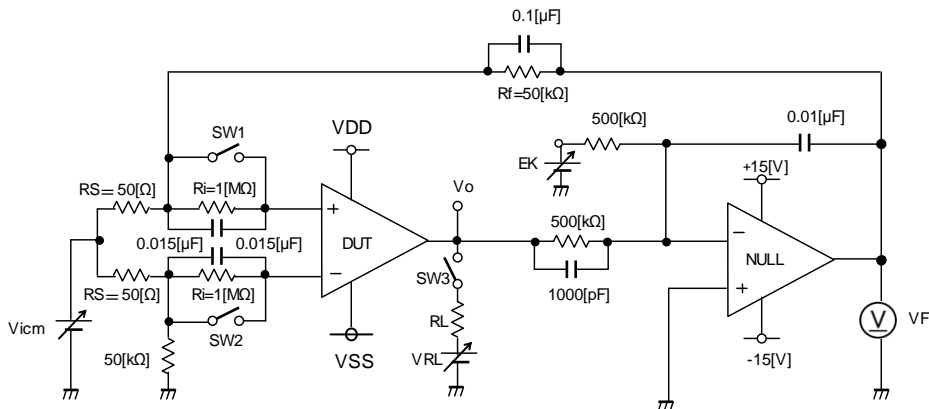 0.1[µF]
Rf=50[kΩ]
0.01[µF]
500[kΩ]
SW1
VDD
EK
+15[V]
RS=50[Ω]
Ri=1[MΩ]
Vo
0.015[µF]
0.015[µF]
DUT
500[kΩ]
NULL
RS=50[Ω]
Ri=1[MΩ]
SW3
1000[pF]
Vicm
SW2
RL
V
VF
50[kΩ]
VSS
VRL
-15[V]